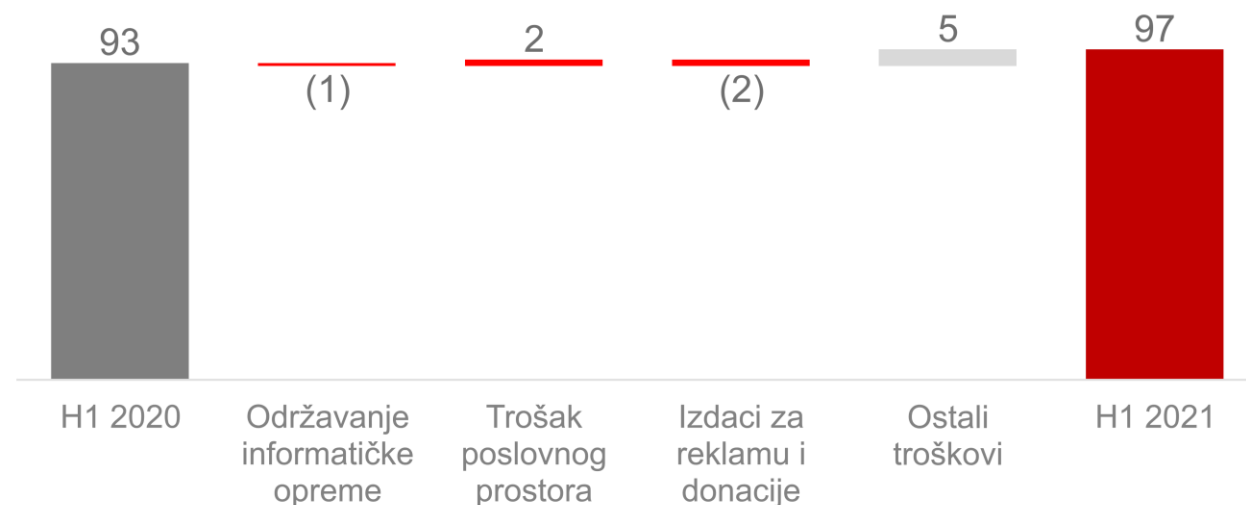 93
(1)
2
(2)
5
97
H1 2020
Održavanje
informatičke
opreme
Trošak
poslovnog
prostora
Izdaci za
reklamu i
donacije
Ostali
troškovi
H1 2021